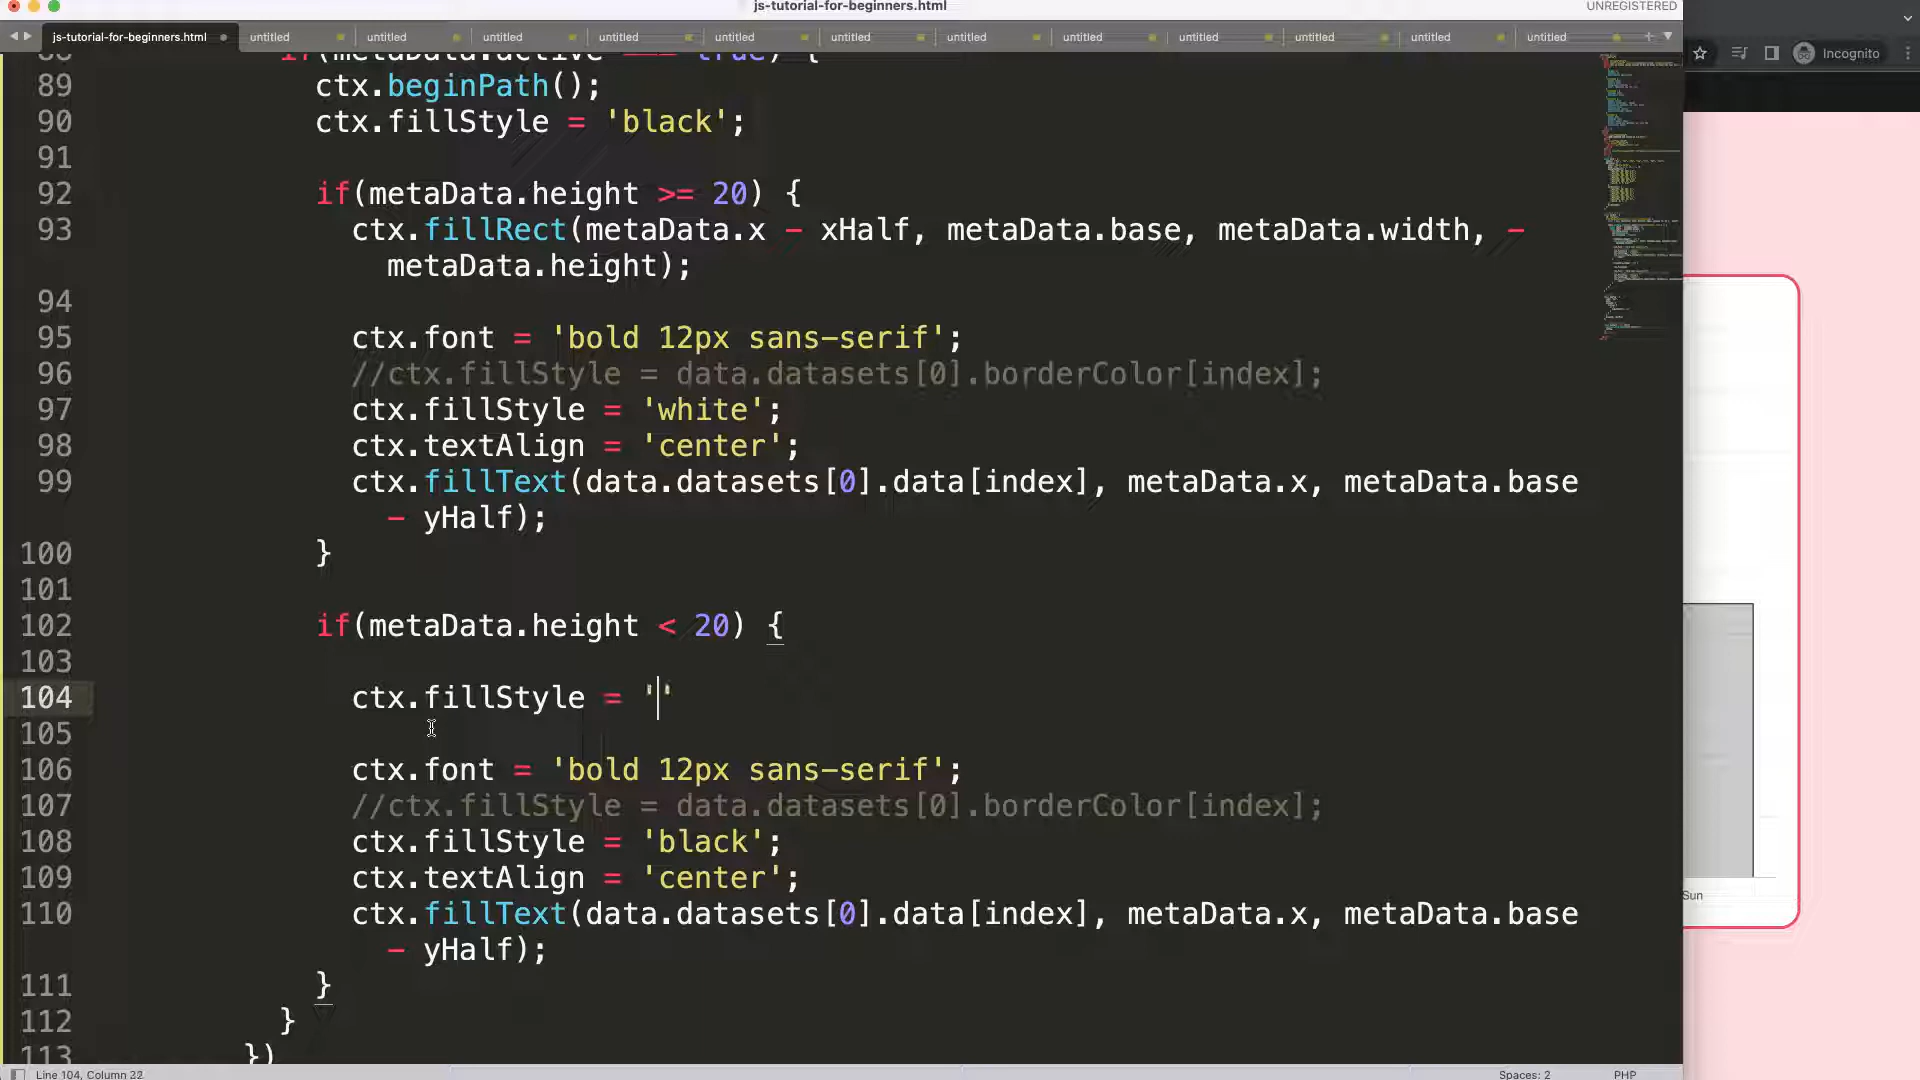 js-tutorial-for-beginners.html
UNREGISTERED
js-tutorial-for-beginners.html untitled untitled untitled untitled untitled untitled untitled untitled untitled untitled untitled untitled
Incognito
88 if(metaData.active === true) {
89 ctx.beginPath();
90 ctx.fillStyle = 'black';
91
92 if(metaData.height >= 20) {
93 ctx.fillRect(metaData.x - xHalf, metaData.base, metaData.width, -
metaData.height);
94
95 ctx.font = 'bold 12px sans-serif';
96 //ctx.fillStyle = data.datasets[0].borderColor[index];
97 ctx.fillStyle = 'white';
98 ctx.textAlign = 'center';
99 ctx.fillText(data.datasets[0].data[index], metaData.x, metaData.base
- yHalf);
100 }
101
102 if(metaData.height < 20) {
103
104 ctx.fillStyle = ''
105
106 ctx.font = 'bold 12px sans-serif';
107 //ctx.fillStyle = data.datasets[0].borderColor[index];
108 ctx.fillStyle = 'black';
109 ctx.textAlign = 'center';
110 ctx.fillText(data.datasets[0].data[index], metaData.x, metaData.base
- yHalf);
111 }
112 }
113 })
Sun
Line 104, Column 22
Spaces: 2
PHP